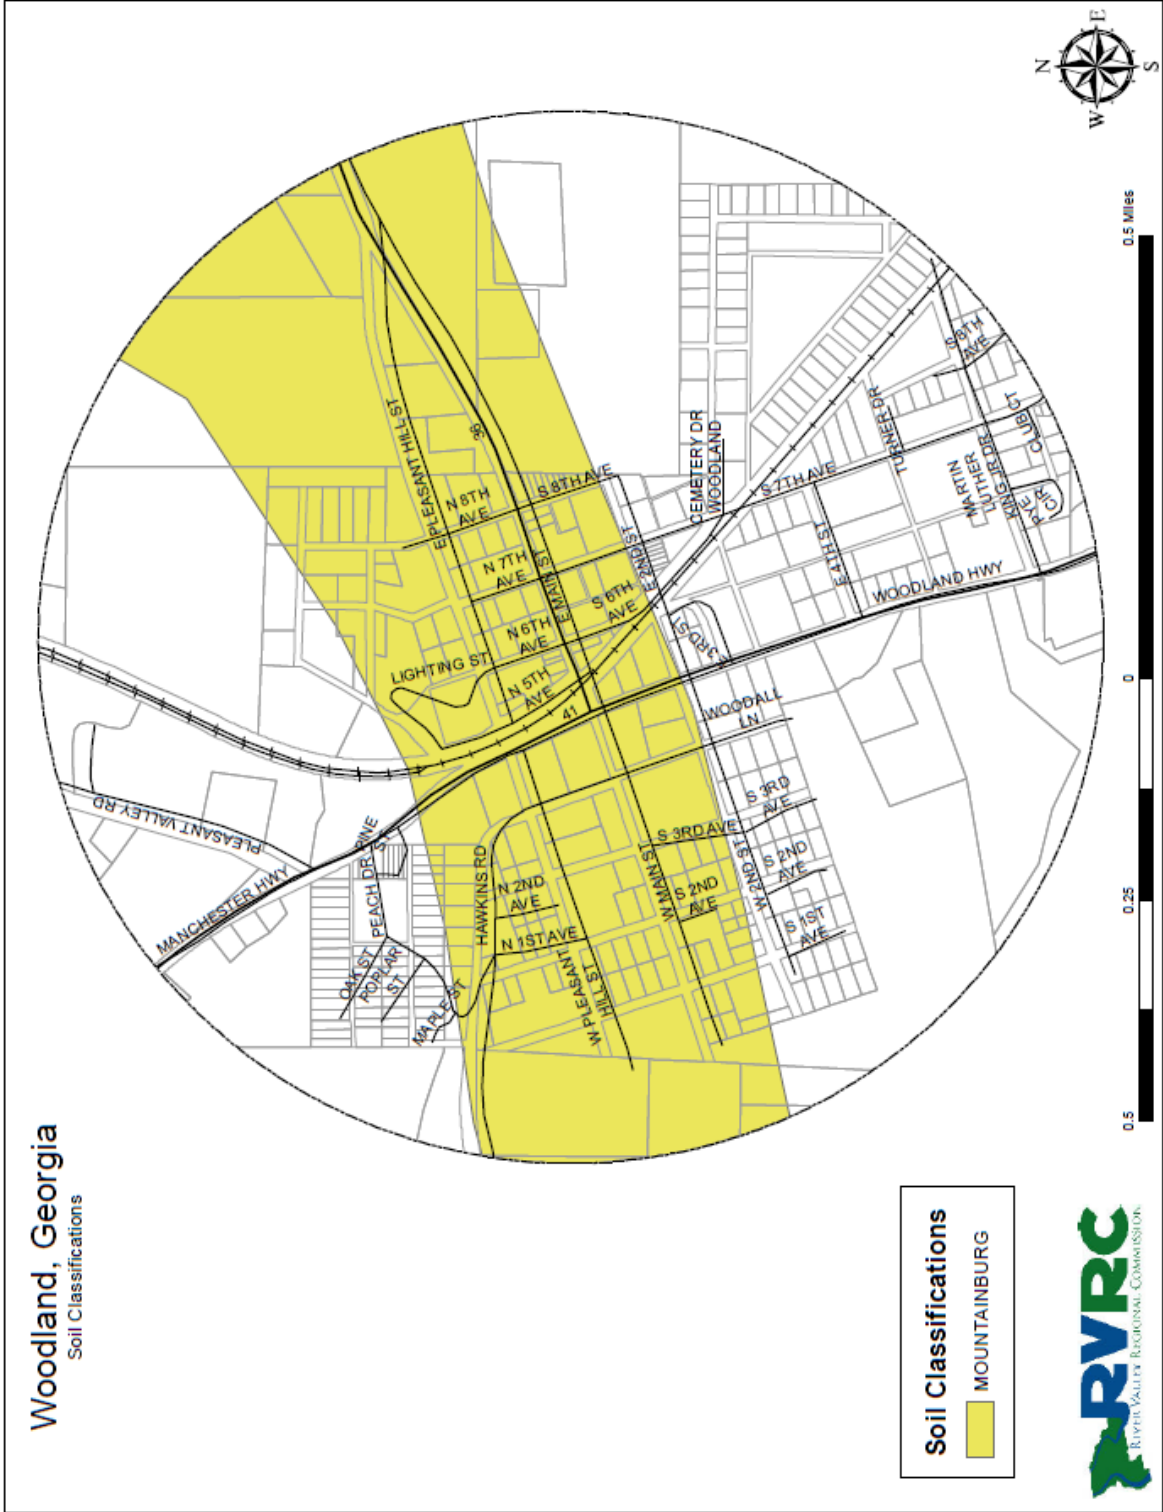 Woodland, Georgia
Soil Classifications
PLEASANT VALLEY RD
MANCHESTER HWY
PINE
ST
PEACH DR
OAK ST
POPLAR
ST
MAPLE ST
HAWKINS RD
N 2ND
AVE
N 1ST AVE
W PLEASANT
HILL ST
W MAIN ST
S 2ND
AVE
S 3RD AVE
W 2ND ST
S 3RD
AVE
S 2ND
AVE
S 1ST
AVE
WOODALL
LN
LIGHTING ST
41
N 5TH
AVE
N 6TH
AVE
N 7TH
AVE
N 8TH
AVE
E PLEASANT HILL ST
36
E MAIN ST
S 6TH
AVE
S 8TH AVE
E 2ND ST
E 3RD ST
CEMETERY DR
WOODLAND
S 7TH AVE
E 4TH ST
TURNER DR
WOODLAND HWY
MARTIN
LUTHER
KING JR DR
PYE
CIR
CLUB CT
S 8TH
AVE
N
E
S
W
0.5
0.25
0
0.5 Miles
Soil Classifications
MOUNTAINBURG
RVRC
RIVER VALLEY REGIONAL COMMISSION